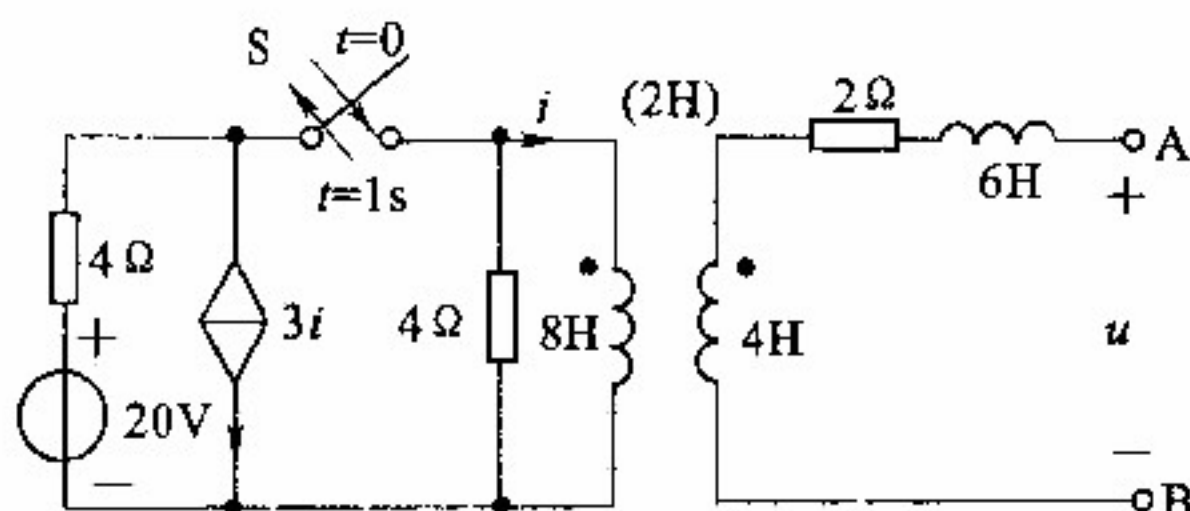 S
t=0
t=1s
i
(2H)
2Ω
6H
A
+
4Ω
+
20V
−
3i
4Ω
8H
4H
u
−
B